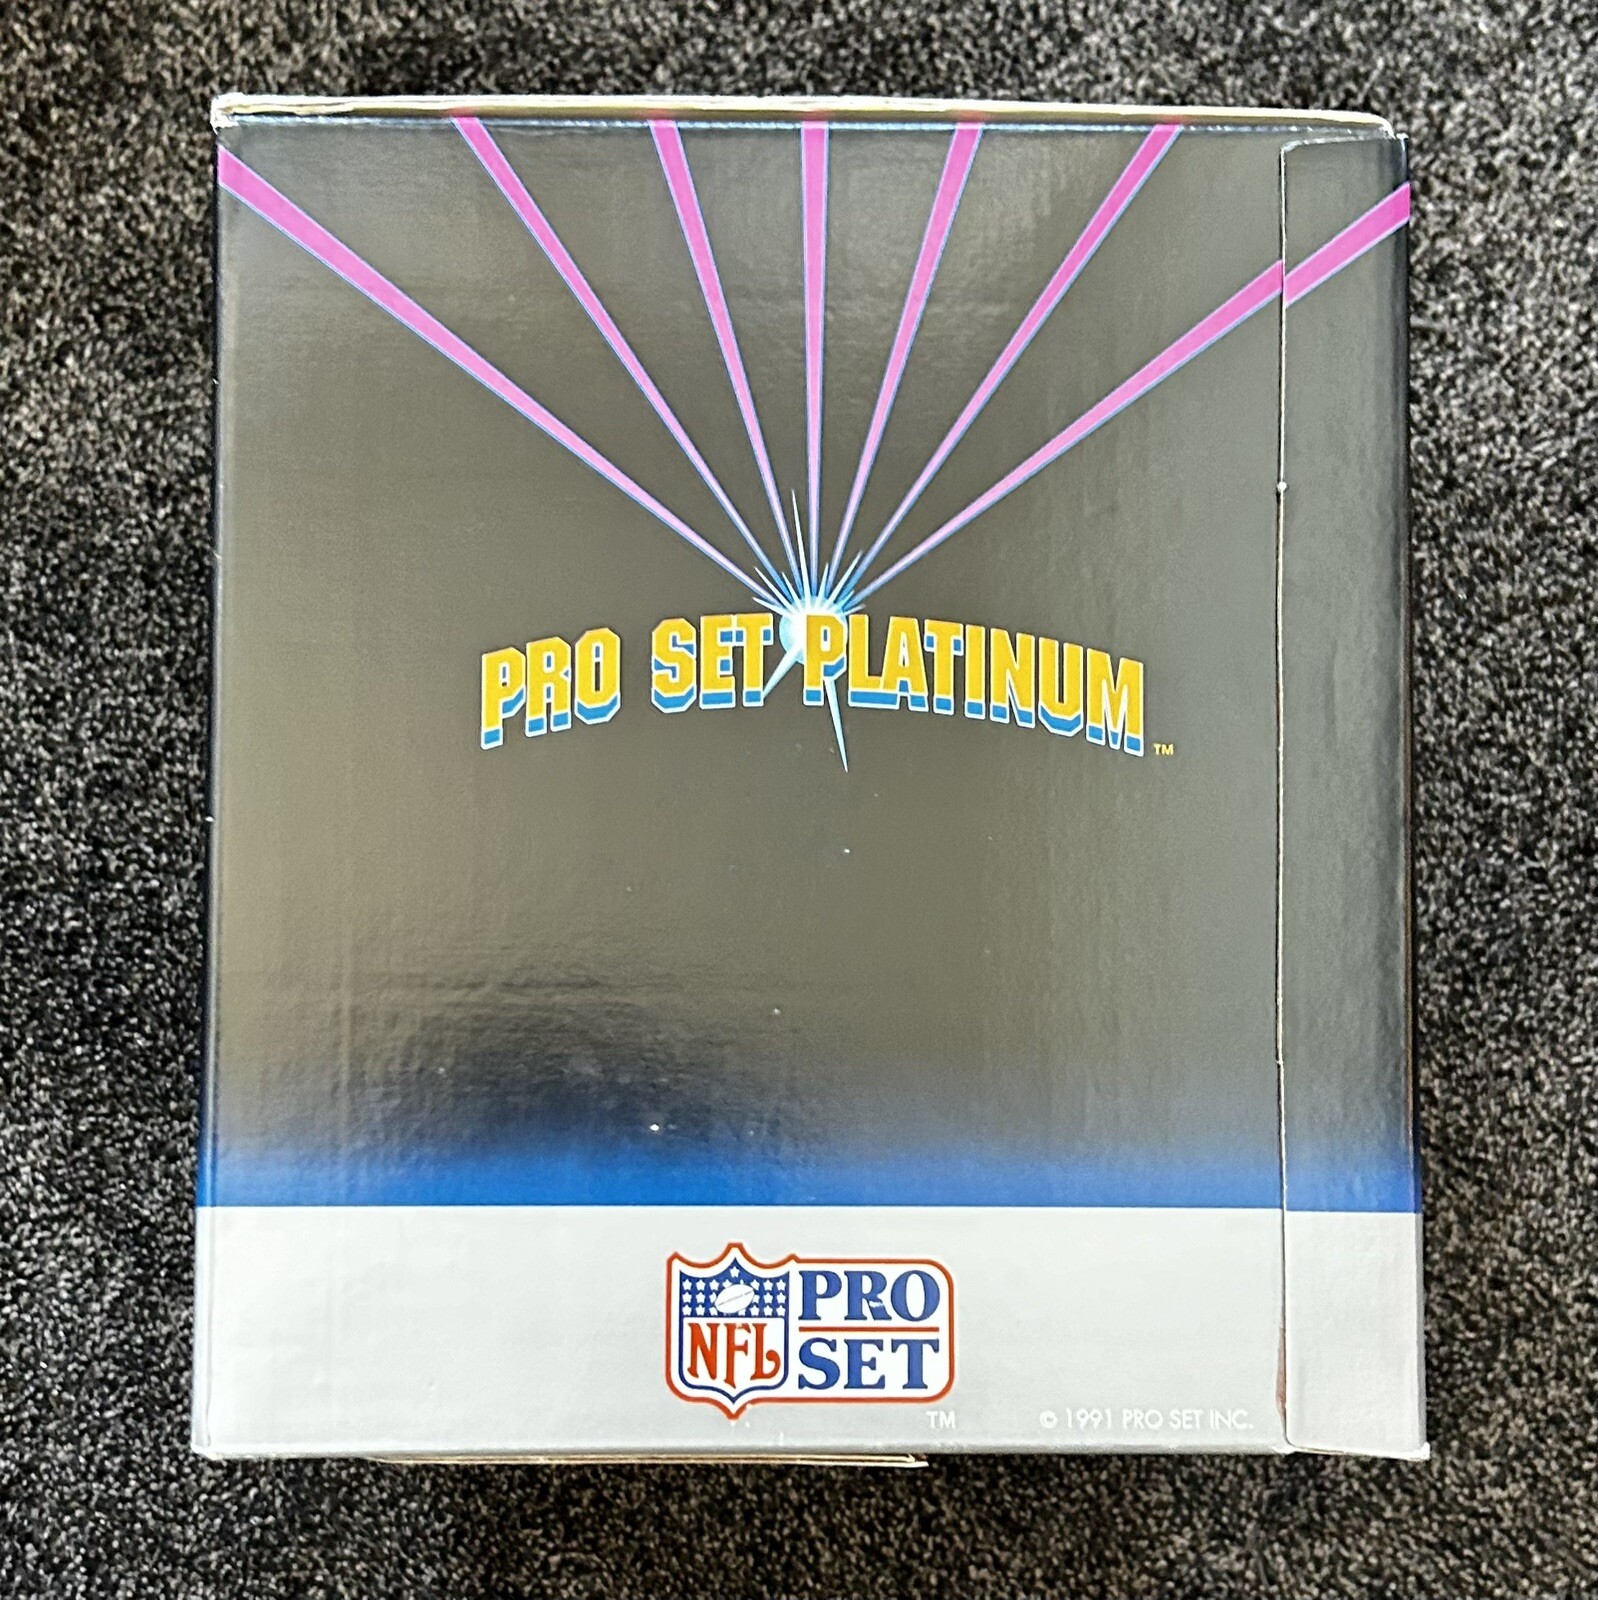 PRO SET PLATINUM TM
NFL
PRO
SET
TM
© 1991 PRO SET INC.